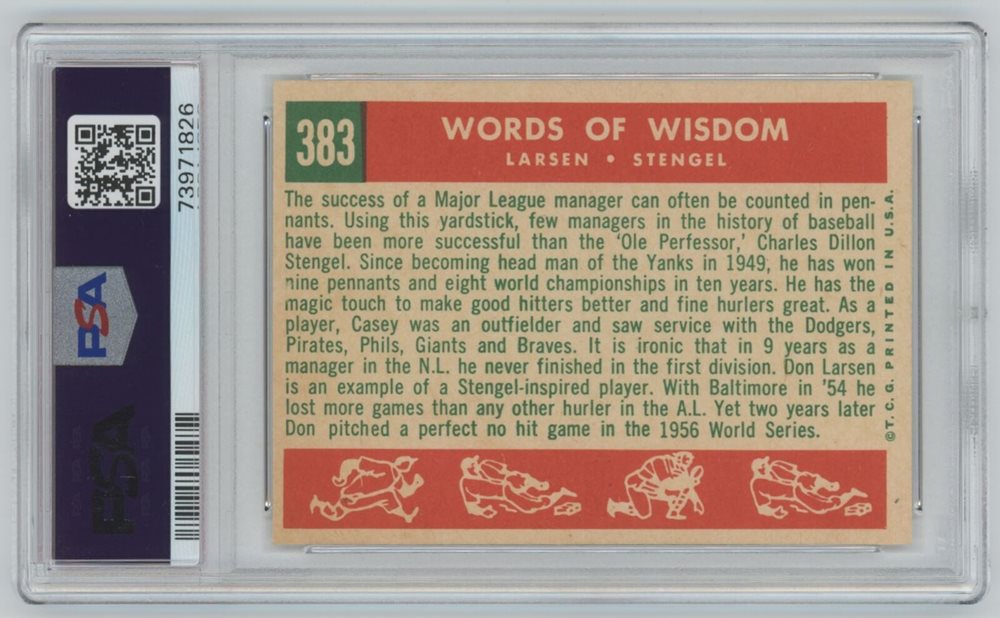 383
WORDS OF WISDOM
LARSEN • STENGEL
The success of a Major League manager can often be counted in pen-
nants. Using this yardstick, few managers in the history of baseball
have been more successful than the 'Ole Perfessor,' Charles Dillon
Stengel. Since becoming head man of the Yanks in 1949, he has won
nine pennants and eight world championships in ten years. He has the
magic touch to make good hitters better and fine hurlers great. As a
player, Casey was an outfielder and saw service with the Dodgers,
Pirates, Phils, Giants and Braves. It is ironic that in 9 years as a
manager in the N.L. he never finished in the first division. Don Larsen
is an example of a Stengel-inspired player. With Baltimore in '54 he
lost more games than any other hurler in the A.L. Yet two years later
Don pitched a perfect no hit game in the 1956 World Series.
©T.C.G. PRINTED IN U.S.A.
73971826
PSA
PSA